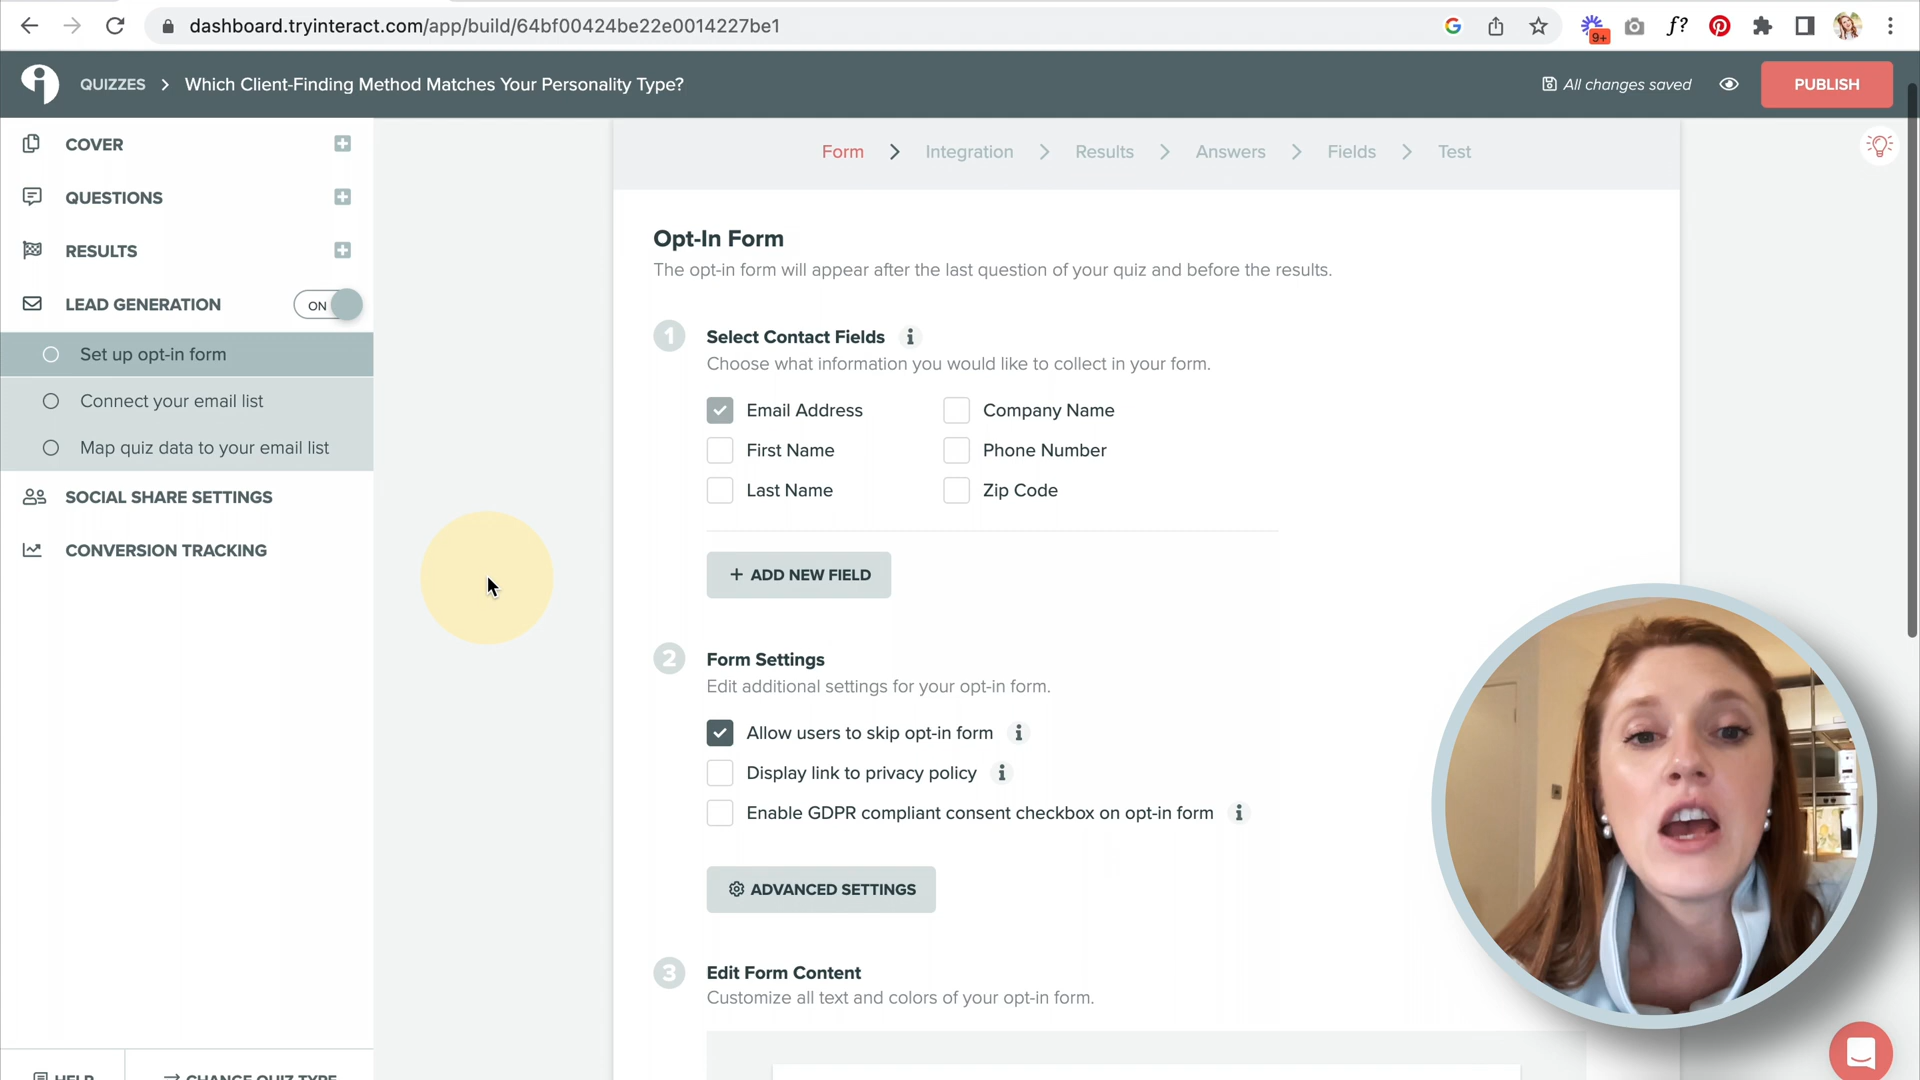 dashboard.tryinteract.com/app/build/64bf00424be22e0014227be1
9+
f?
QUIZZES > Which Client-Finding Method Matches Your Personality Type?
All changes saved
PUBLISH
COVER
QUESTIONS
RESULTS
LEAD GENERATION
ON
Set up opt-in form
Connect your email list
Map quiz data to your email list
SOCIAL SHARE SETTINGS
CONVERSION TRACKING
HELP
CHANGE QUIZ TYPE
Form > Integration > Results > Answers > Fields > Test
Opt-In Form
The opt-in form will appear after the last question of your quiz and before the results.
1 Select Contact Fields i
Choose what information you would like to collect in your form.
Email Address Company Name
First Name Phone Number
Last Name Zip Code
+ ADD NEW FIELD
2 Form Settings
Edit additional settings for your opt-in form.
Allow users to skip opt-in form i
Display link to privacy policy i
Enable GDPR compliant consent checkbox on opt-in form i
ADVANCED SETTINGS
3 Edit Form Content
Customize all text and colors of your opt-in form.